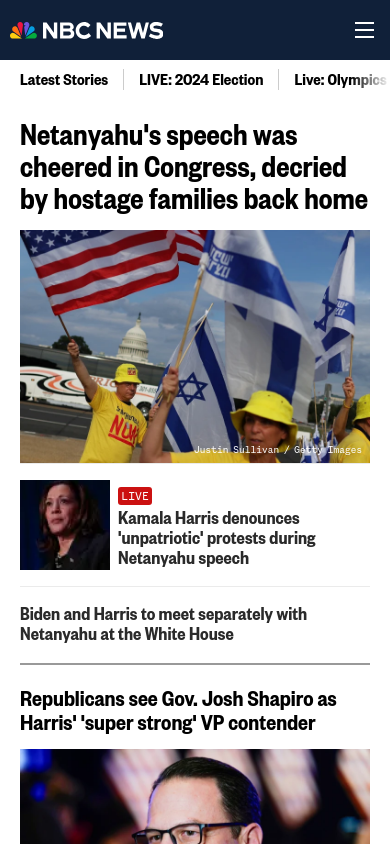 NBC NEWS
Latest Stories
LIVE: 2024 Election
Live: Olympics
Netanyahu's speech was
cheered in Congress, decried
by hostage families back home
Justin Sullivan / Getty Images
LIVE
Kamala Harris denounces
'unpatriotic' protests during
Netanyahu speech
Biden and Harris to meet separately with
Netanyahu at the White House
Republicans see Gov. Josh Shapiro as
Harris' 'super strong' VP contender